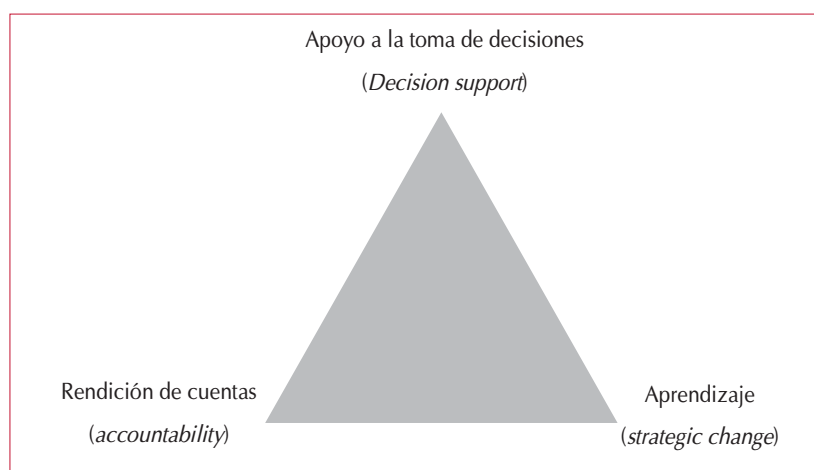 Apoyo a la toma de decisiones
(Decision support)
Rendición de cuentas
(accountability)
Aprendizaje
(strategic change)